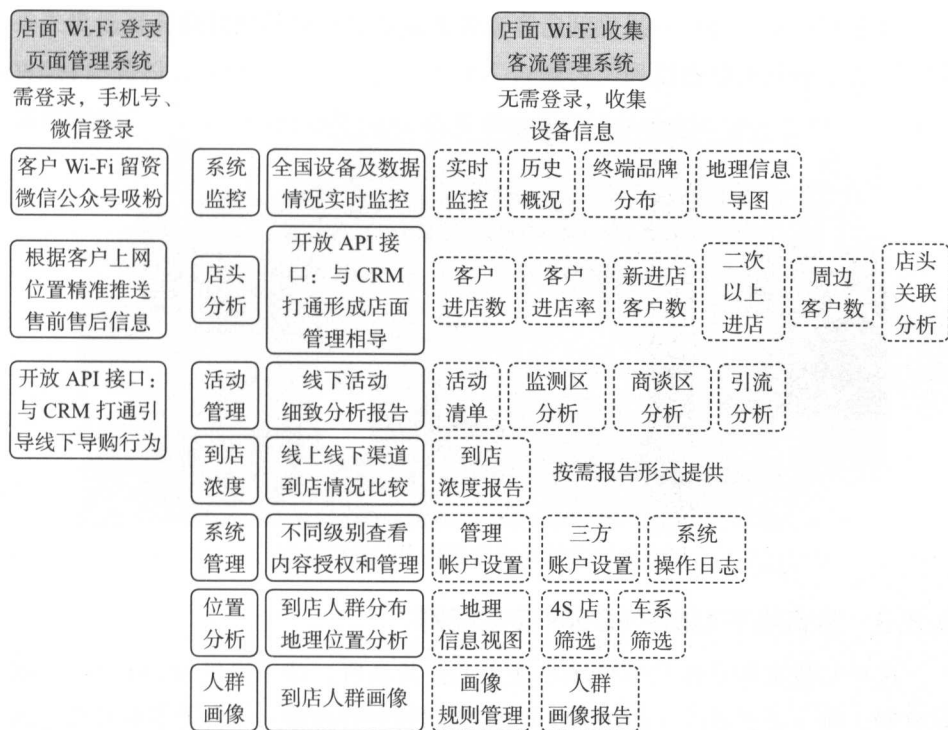 店面 Wi-Fi 登录
页面管理系统
需登录，手机号、
微信登录
客户 Wi-Fi 留资
微信公众号吸粉
根据客户上网
位置精准推送
售前售后信息
开放 API 接口：
与 CRM 打通引
导线下导购行为
店面 Wi-Fi 收集
客流管理系统
无需登录，收集
设备信息
系统
监控
全国设备及数据
情况实时监控
实时
监控
历史
概况
终端品牌
分布
地理信息
导图
店头
分析
开放 API 接
口：与 CRM
打通形成店面
管理相导
客户
进店数
客户
进店率
新进店
客户数
二次
以上
进店
周边
客户数
店头
关联
分析
活动
管理
线下活动
细致分析报告
活动
清单
监测区
分析
商谈区
分析
引流
分析
到店
浓度
线上线下渠道
到店情况比较
到店
浓度报告
按需报告形式提供
系统
管理
不同级别查看
内容授权和管理
管理
帐户设置
三方
账户设置
系统
操作日志
位置
分析
到店人群分布
地理位置分析
地理
信息视图
4S 店
筛选
车系
筛选
人群
画像
到店人群画像
画像
规则管理
人群
画像报告